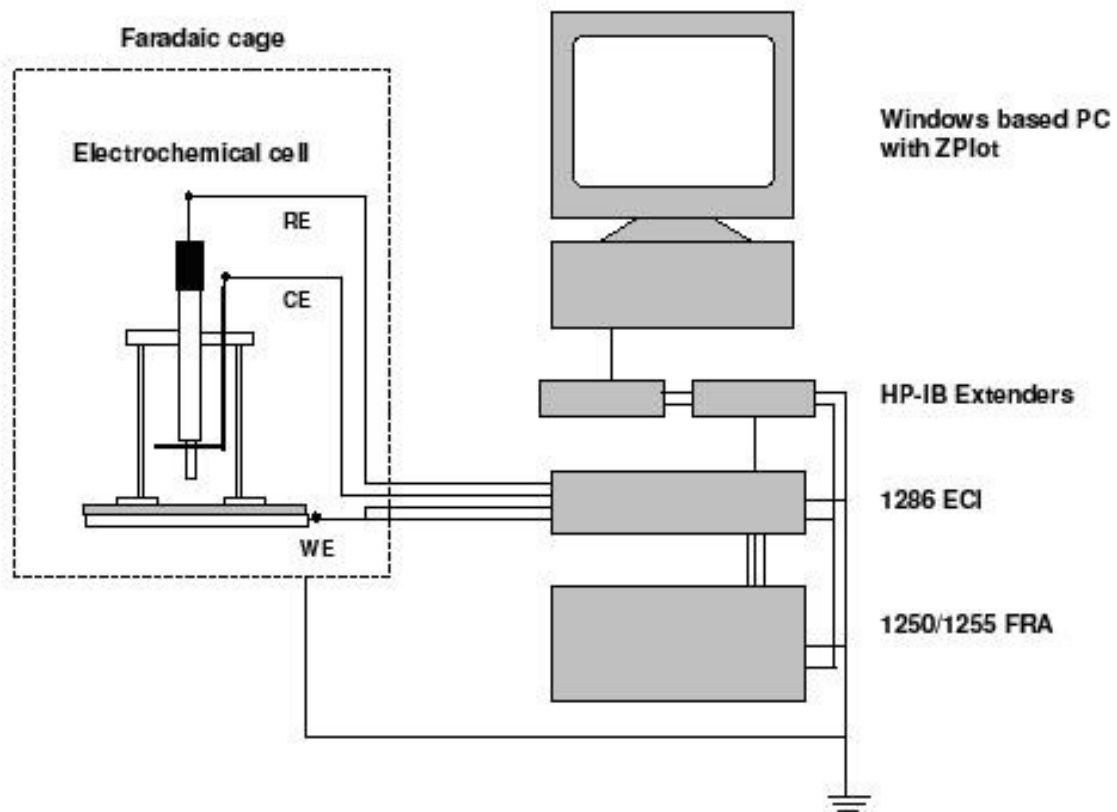 Faradaic cage
Electrochemical cell
RE
CE
WE
Windows based PC
with ZPlot
HP-IB Extenders
1286 ECI
1250/1255 FRA